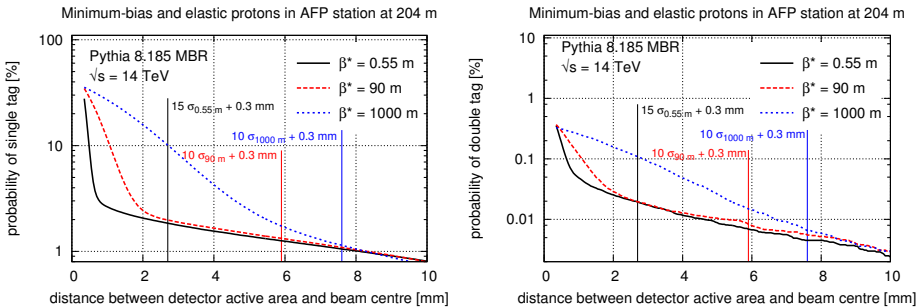 Minimum-bias and elastic protons in AFP station at 204 m
probability of single tag [%]
100
10
1
Pythia 8.185 MBR
√s = 14 TeV
β* = 0.55 m
β* = 90 m
β* = 1000 m
15 σ0.55 m + 0.3 mm
10 σ1000 m + 0.3 mm
10 σ90 m + 0.3 mm
0 2 4 6 8 10
distance between detector active area and beam centre [mm]
Minimum-bias and elastic protons in AFP station at 204 m
probability of double tag [%]
10
1
0.1
0.01
Pythia 8.185 MBR
√s = 14 TeV
β* = 0.55 m
β* = 90 m
β* = 1000 m
15 σ0.55 m + 0.3 mm
10 σ1000 m + 0.3 mm
10 σ90 m + 0.3 mm
0 2 4 6 8 10
distance between detector active area and beam centre [mm]